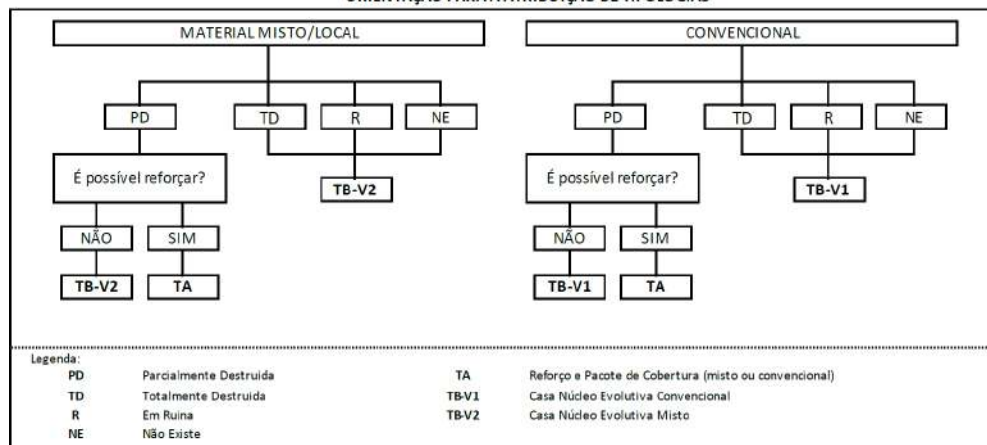 MATERIAL MISTO/LOCAL CONVENCIONAL
PD TD R NE PD TD R NE
É possível reforçar? É possível reforçar?
TB-V2 TB-V1
NÃO SIM NÃO SIM
TB-V2 TA TB-V1 TA
Legenda:
PD Parcialmente Destruida TA Reforço e Pacote de Cobertura (misto ou convencional)
TD Totalmente Destruida TB-V1 Casa Núcleo Evolutiva Convencional
R Em Ruina TB-V2 Casa Núcleo Evolutiva Misto
NE Não Existe